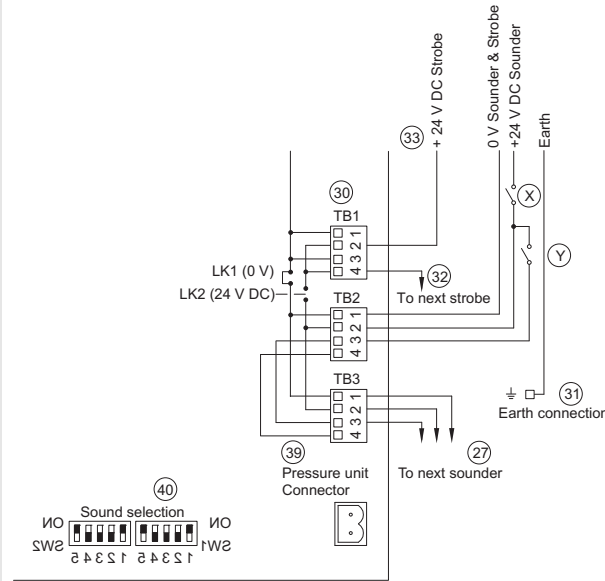 + 24 V DC Strobe
0 V Sounder & Strobe
+24 V DC Sounder
Earth
33
30
X
TB1
1
2
3
4
Y
LK1 (0 V)
32
LK2 (24 V DC)
To next strobe
TB2
1
2
3
4
TB3
1
2
3
4
31
Earth connection
39
27
Pressure unit
Connector
To next sounder
40
Sound selection
ON
ON
SW2
SW1
5 4 3 2 1
5 4 3 2 1